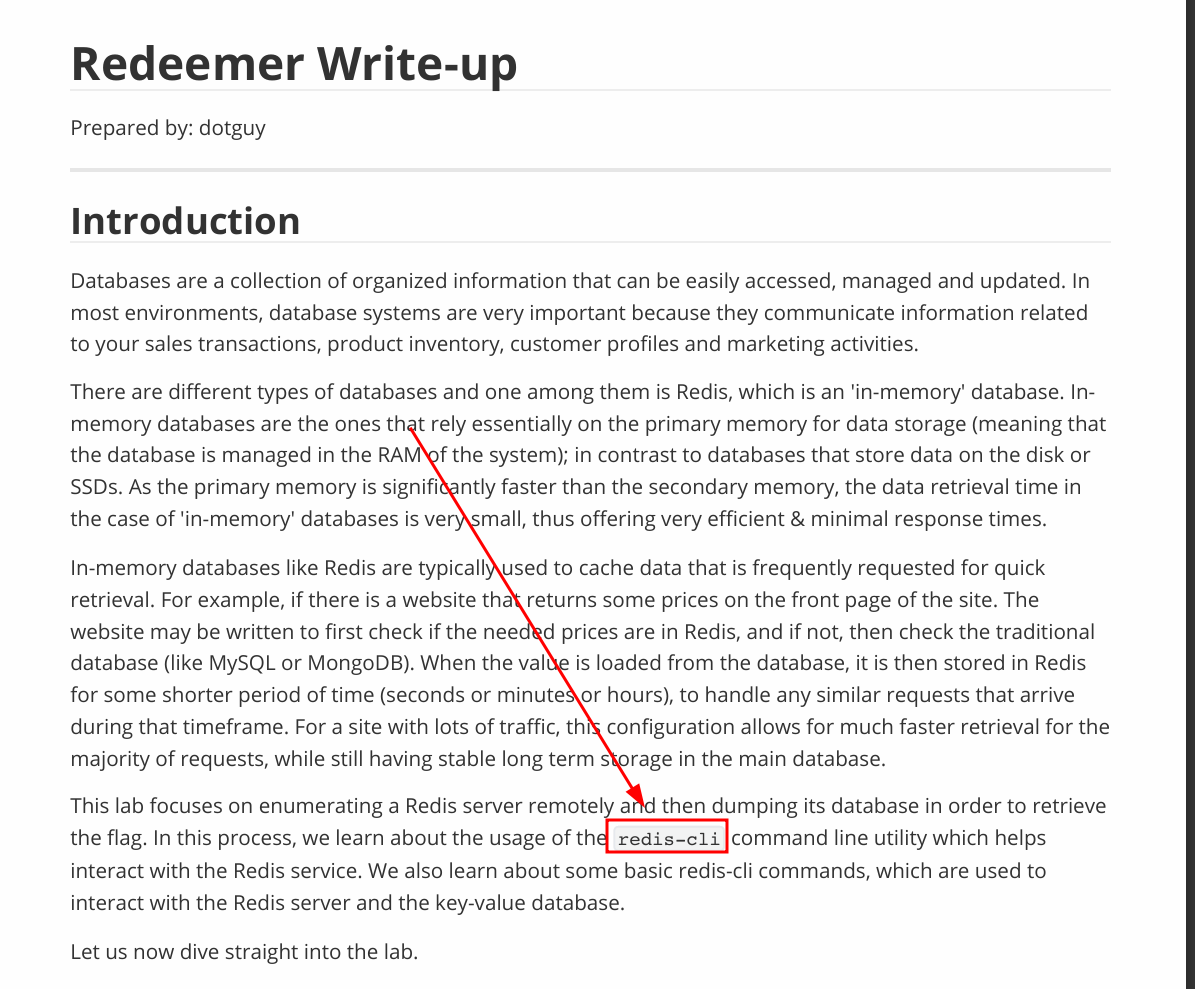 Redeemer Write-up
Prepared by: dotguy
Introduction
Databases are a collection of organized information that can be easily accessed, managed and updated. In
most environments, database systems are very important because they communicate information related
to your sales transactions, product inventory, customer profiles and marketing activities.
There are different types of databases and one among them is Redis, which is an 'in-memory' database. In-
memory databases are the ones that rely essentially on the primary memory for data storage (meaning that
the database is managed in the RAM of the system); in contrast to databases that store data on the disk or
SSDs. As the primary memory is significantly faster than the secondary memory, the data retrieval time in
the case of 'in-memory' databases is very small, thus offering very efficient & minimal response times.
In-memory databases like Redis are typically used to cache data that is frequently requested for quick
retrieval. For example, if there is a website that returns some prices on the front page of the site. The
website may be written to first check if the needed prices are in Redis, and if not, then check the traditional
database (like MySQL or MongoDB). When the value is loaded from the database, it is then stored in Redis
for some shorter period of time (seconds or minutes or hours), to handle any similar requests that arrive
during that timeframe. For a site with lots of traffic, this configuration allows for much faster retrieval for the
majority of requests, while still having stable long term storage in the main database.
This lab focuses on enumerating a Redis server remotely and then dumping its database in order to retrieve
the flag. In this process, we learn about the usage of the redis-cli command line utility which helps
interact with the Redis service. We also learn about some basic redis-cli commands, which are used to
interact with the Redis server and the key-value database.
Let us now dive straight into the lab.